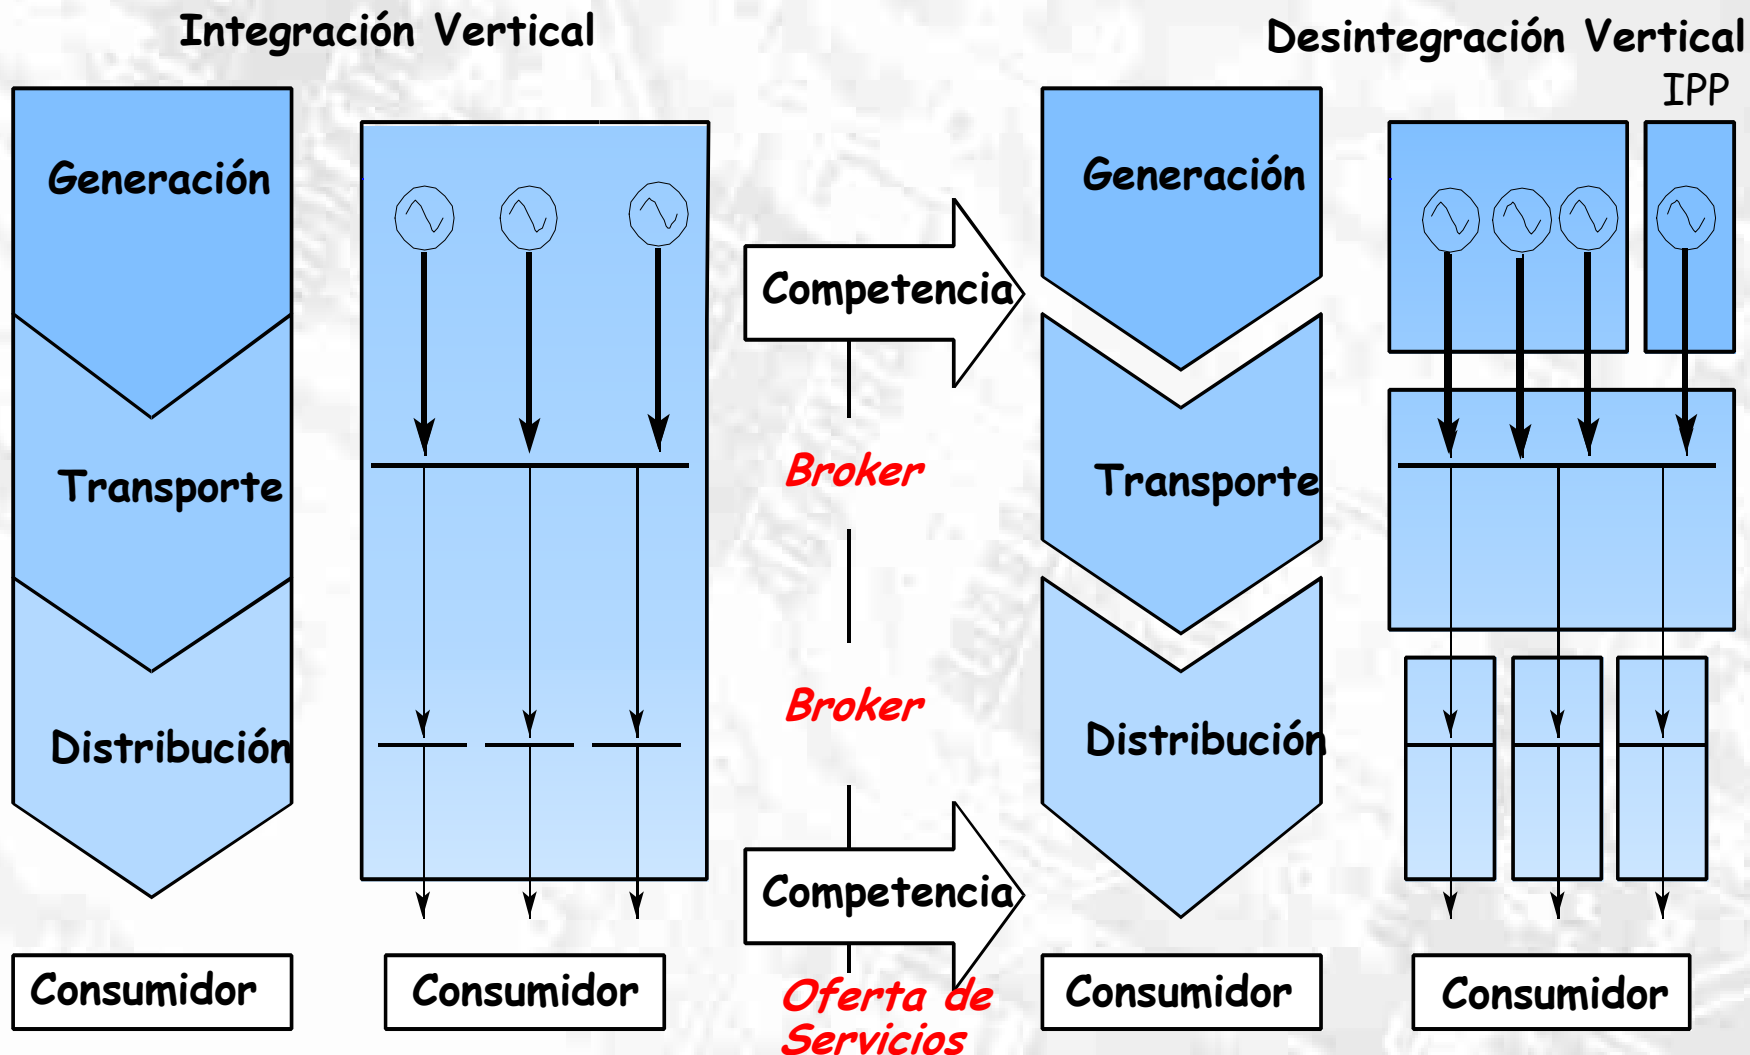 Integración Vertical
Desintegración Vertical
IPP
Generación
Transporte
Distribución
Consumidor
Consumidor
Competencia
Broker
Broker
Competencia
Oferta de
Servicios
Generación
Transporte
Distribución
Consumidor
Consumidor